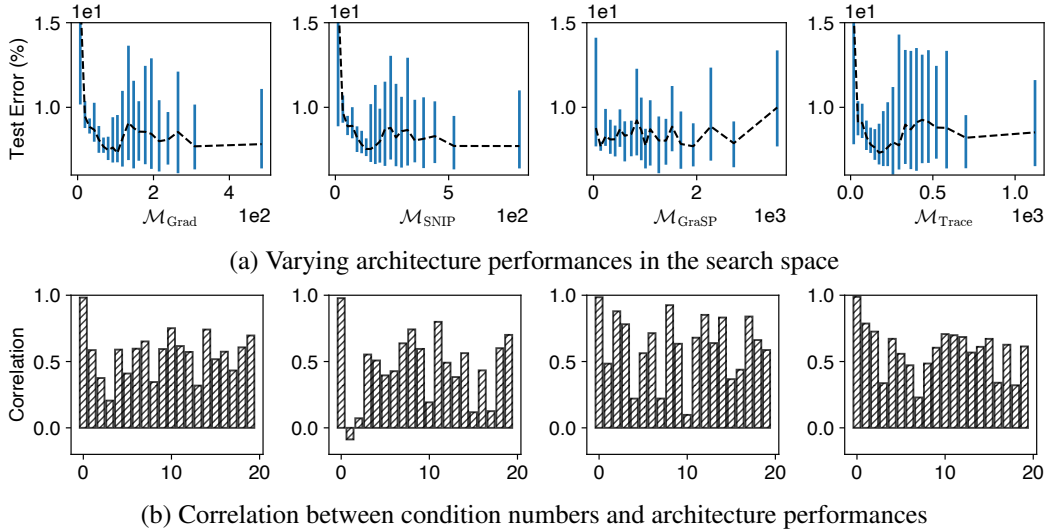 1e1 1e1 1e1 1e1
Test Error (%)
1.5 1.5 1.5 1.5
1.0 1.0 1.0 1.0
0 2 4 0 5 0 2 0.0 0.5 1.0
M_Grad 1e2 M_SNIP 1e2 M_GraSP 1e3 M_Trace 1e3
(a) Varying architecture performances in the search space
Correlation
1.0 1.0 1.0 1.0
0.5 0.5 0.5 0.5
0.0 0.0 0.0 0.0
0 10 20 0 10 20 0 10 20 0 10 20
(b) Correlation between condition numbers and architecture performances